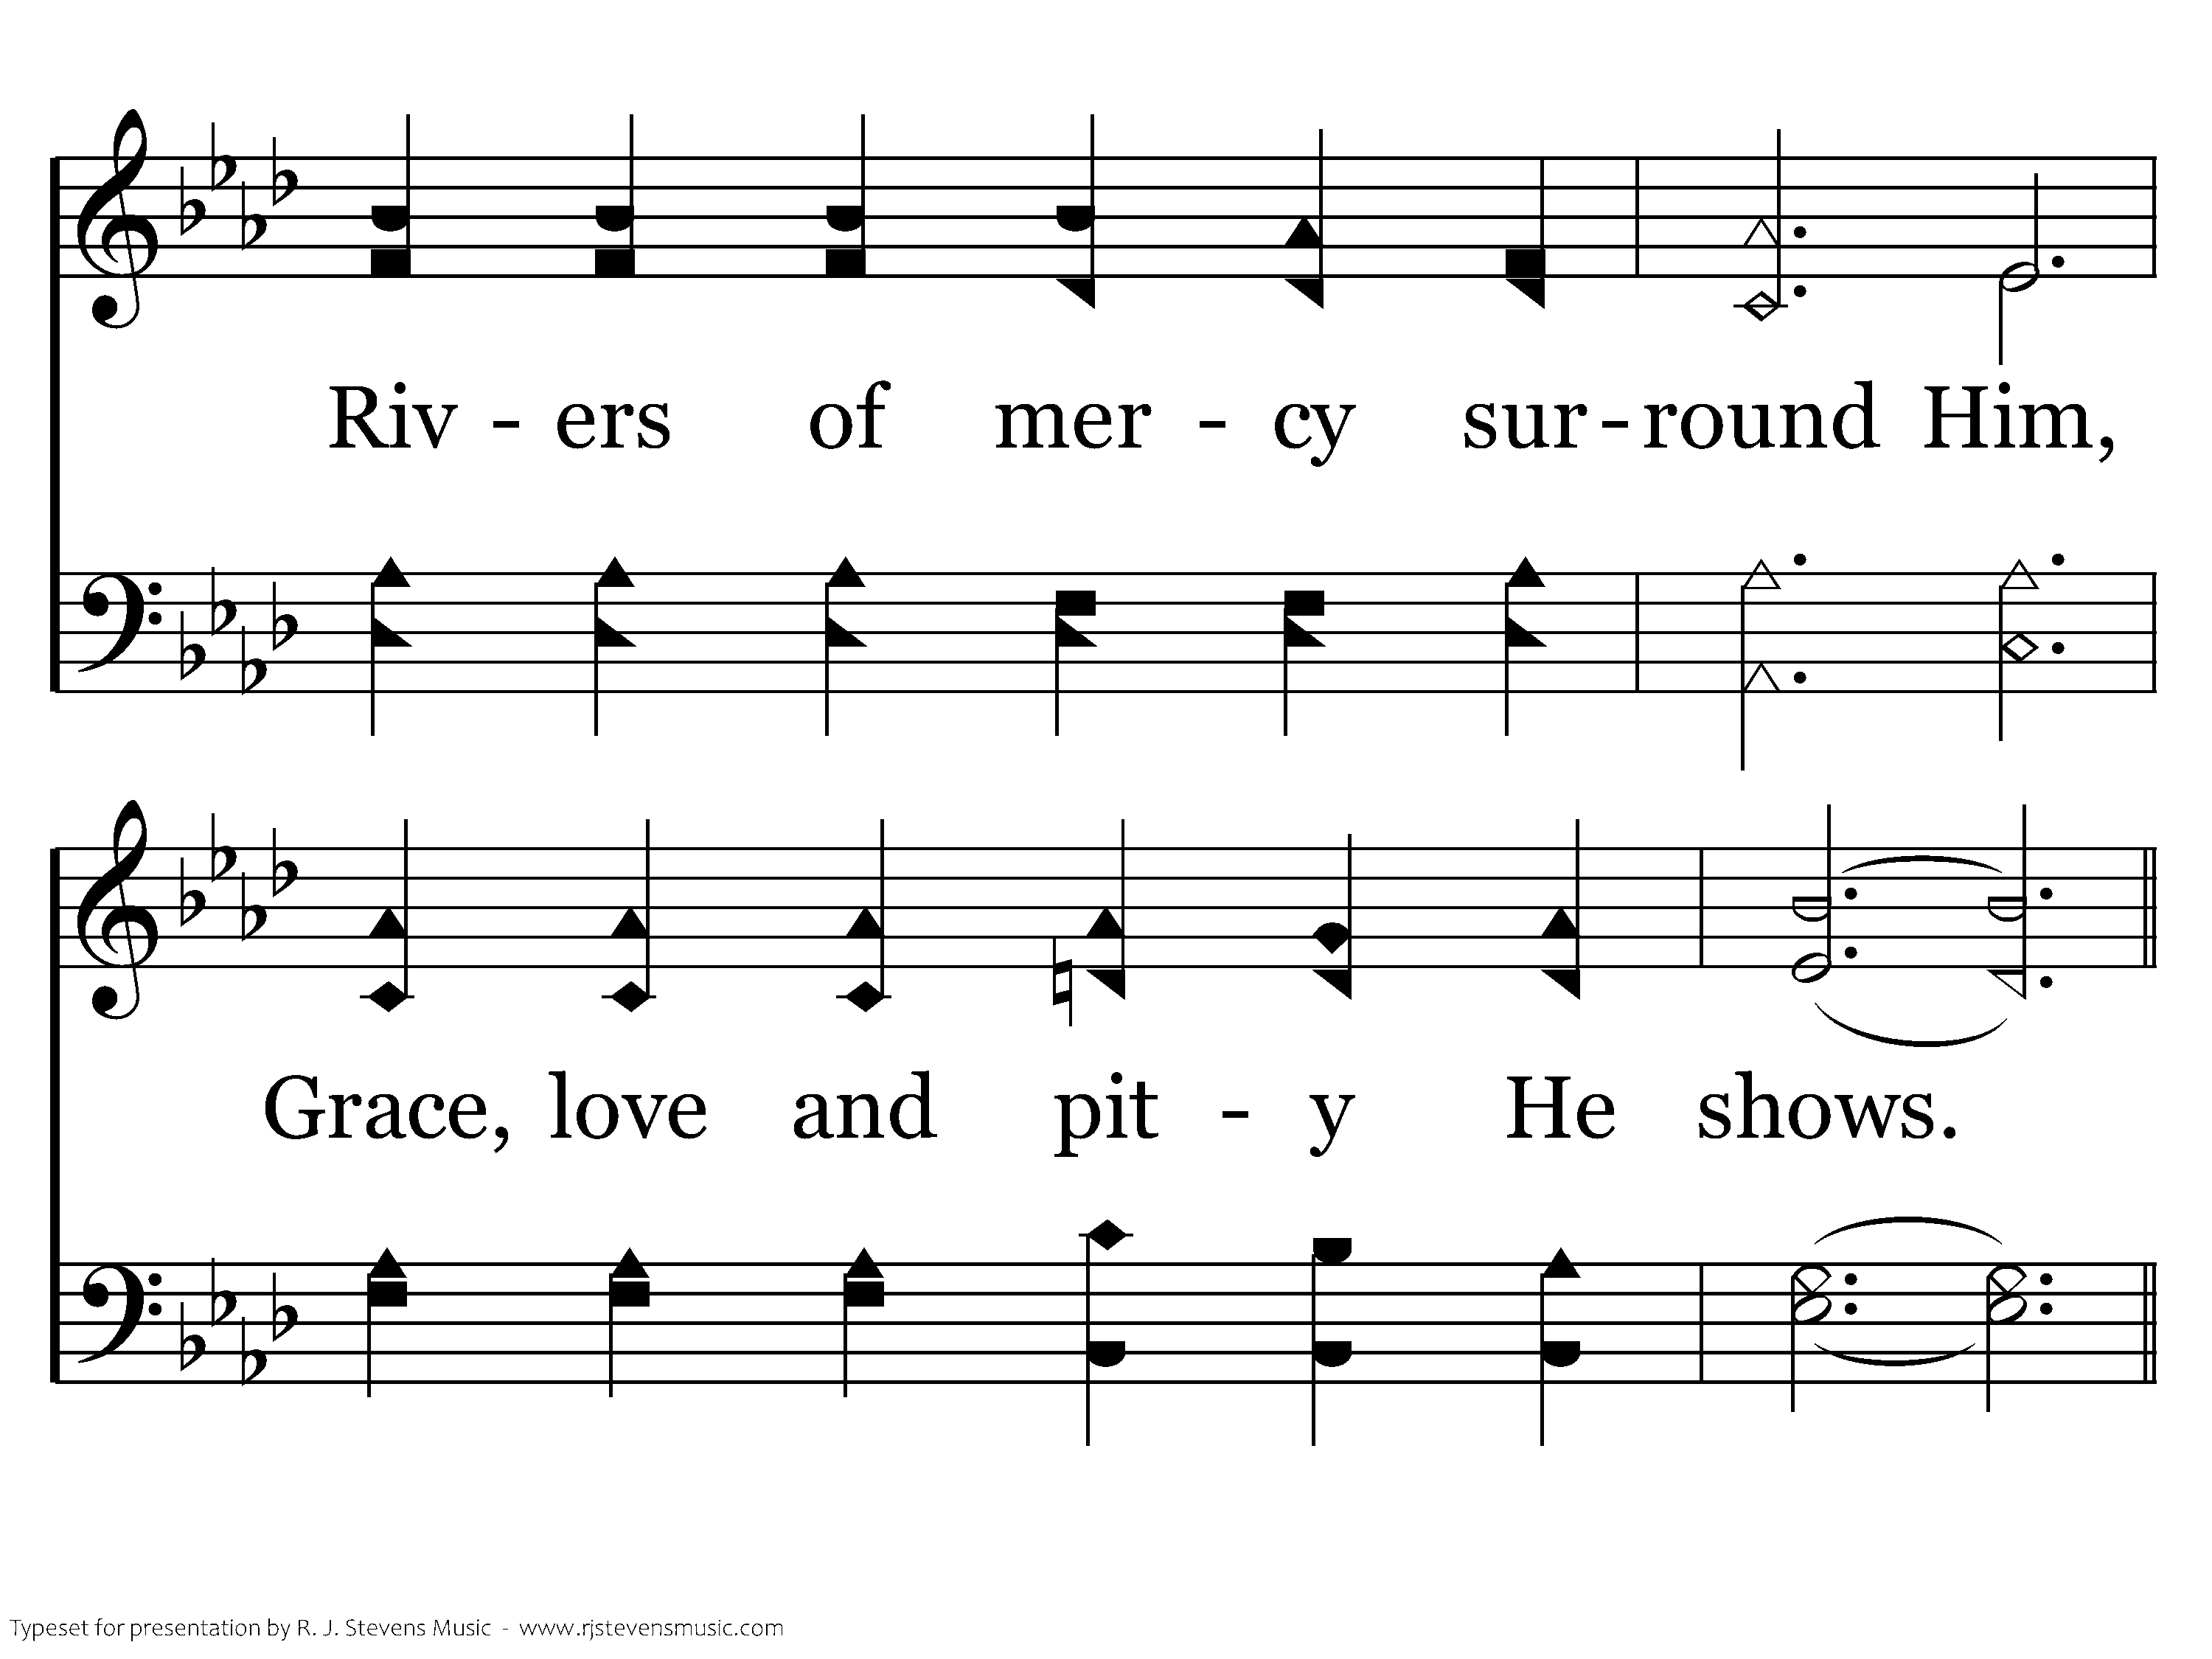 Riv - ers of mer - cy sur - round Him,
Grace, love and pit - y He shows.
Typeset for presentation by R. J. Stevens Music - www.rjstevensmusic.com